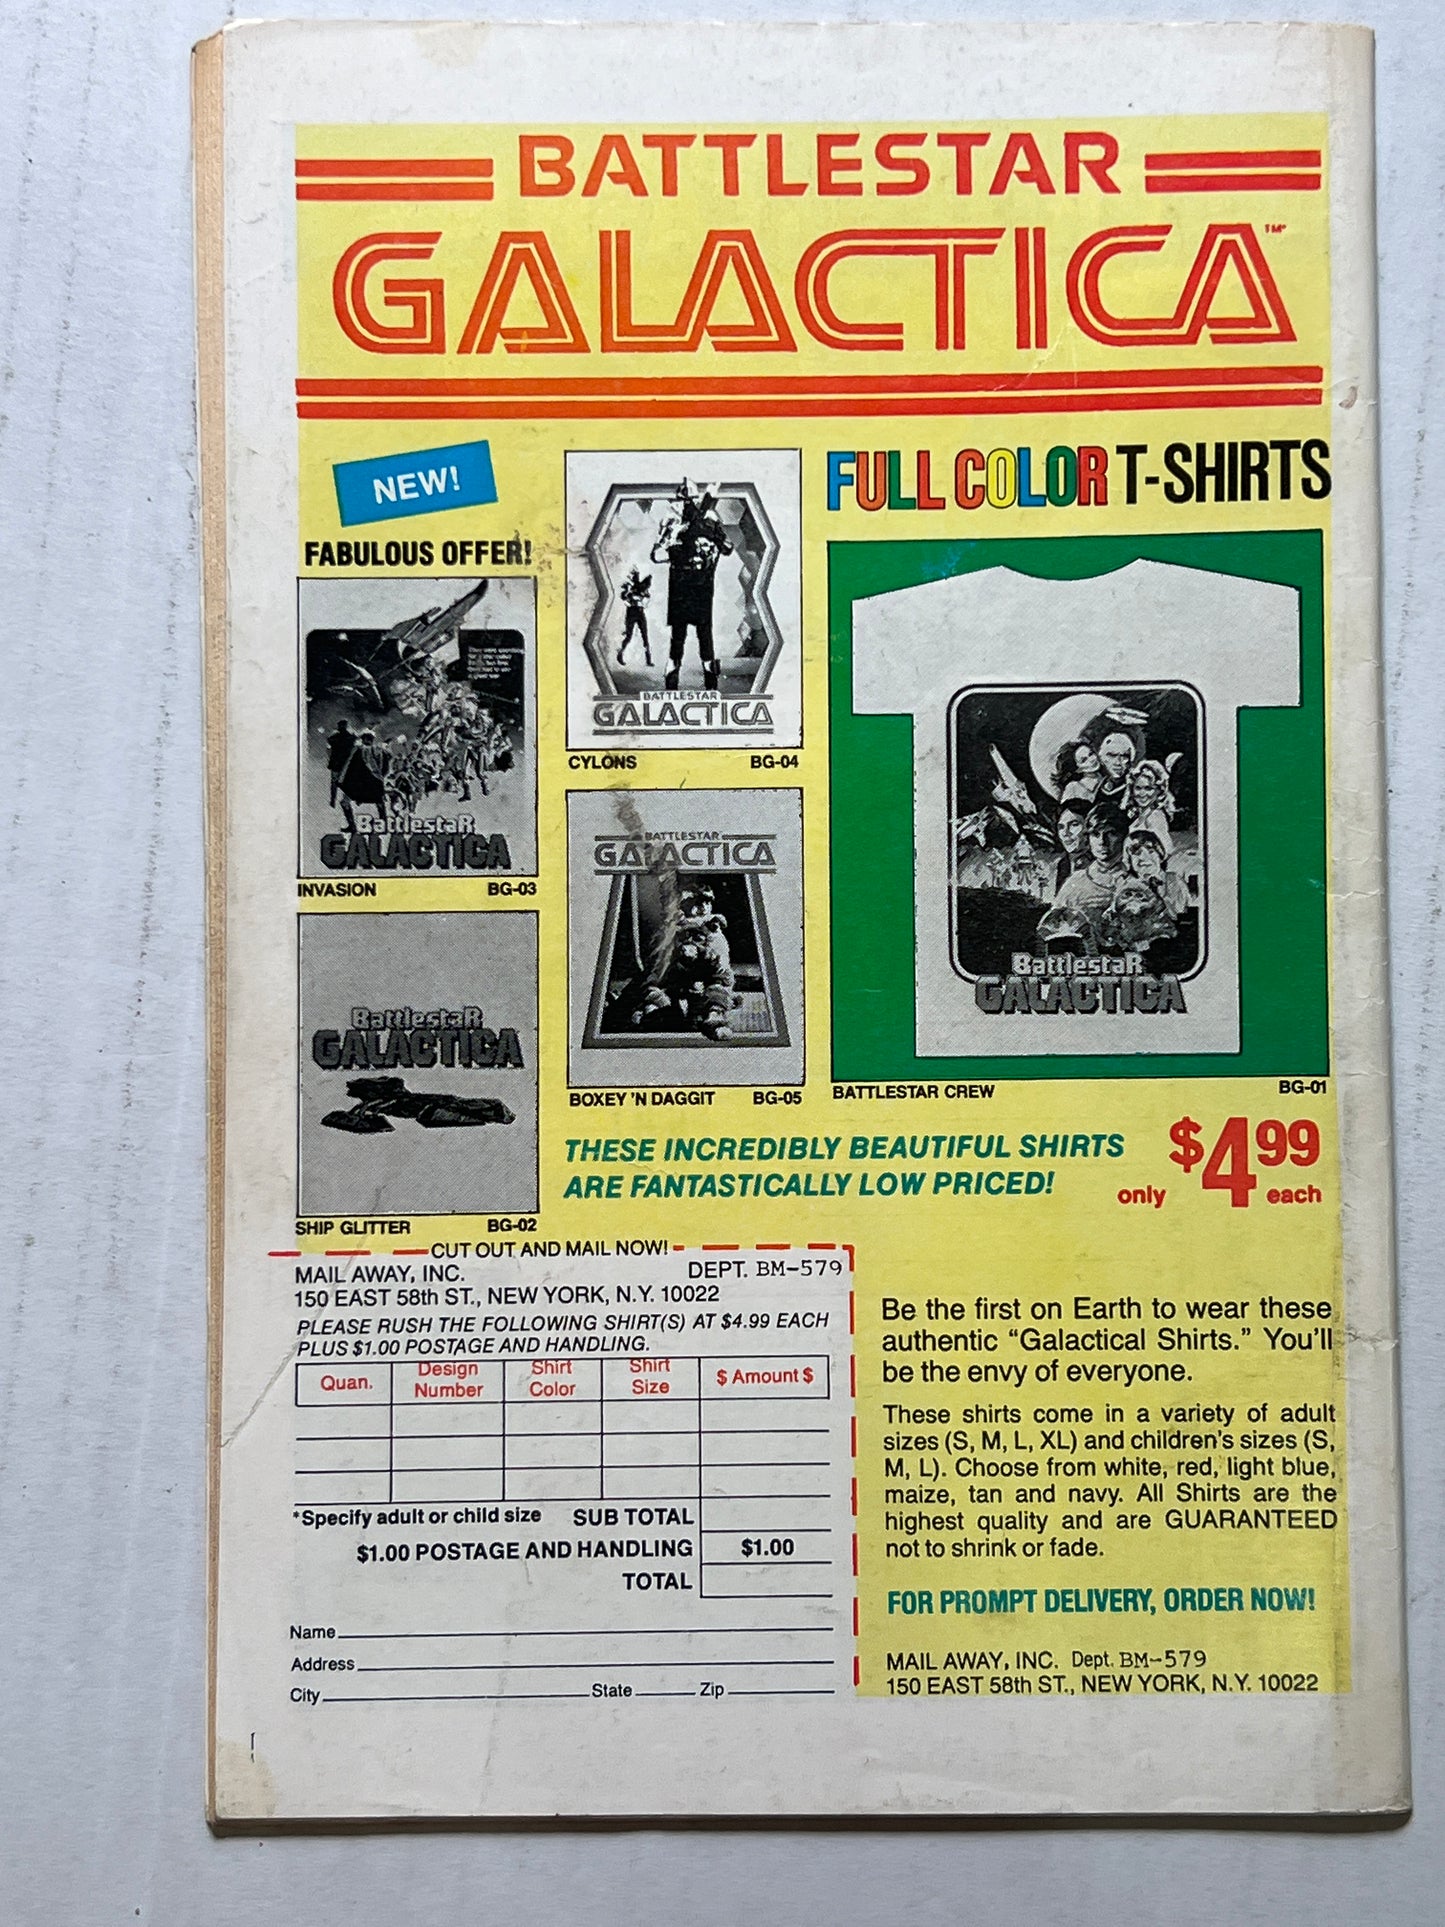 BATTLESTAR
GALACTICA™
NEW!
FABULOUS OFFER!
FULL COLOR T-SHIRTS
Battlestar
GALACTICA
INVASION BG-03
BATTLESTAR
GALACTICA
CYLONS BG-04
Battlestar
GALACTICA
SHIP GLITTER BG-02
BATTLESTAR
GALACTICA
BOXEY 'N DAGGIT BG-05
Battlestar
GALACTICA
BATTLESTAR CREW BG-01
THESE INCREDIBLY BEAUTIFUL SHIRTS
ARE FANTASTICALLY LOW PRICED!
only $4.99 each
CUT OUT AND MAIL NOW!
MAIL AWAY, INC. DEPT. BM-579
150 EAST 58th ST., NEW YORK, N.Y. 10022
PLEASE RUSH THE FOLLOWING SHIRT(S) AT $4.99 EACH
PLUS $1.00 POSTAGE AND HANDLING.
Quan. Design Number Shirt Color Shirt Size $ Amount $
*Specify adult or child size SUB TOTAL
$1.00 POSTAGE AND HANDLING $1.00
TOTAL
Name
Address
City State Zip
Be the first on Earth to wear these
authentic "Galactical Shirts." You'll
be the envy of everyone.
These shirts come in a variety of adult
sizes (S, M, L, XL) and children's sizes (S,
M, L). Choose from white, red, light blue,
maize, tan and navy. All Shirts are the
highest quality and are GUARANTEED
not to shrink or fade.
FOR PROMPT DELIVERY, ORDER NOW!
MAIL AWAY, INC. Dept. BM-579
150 EAST 58th ST., NEW YORK, N.Y. 10022